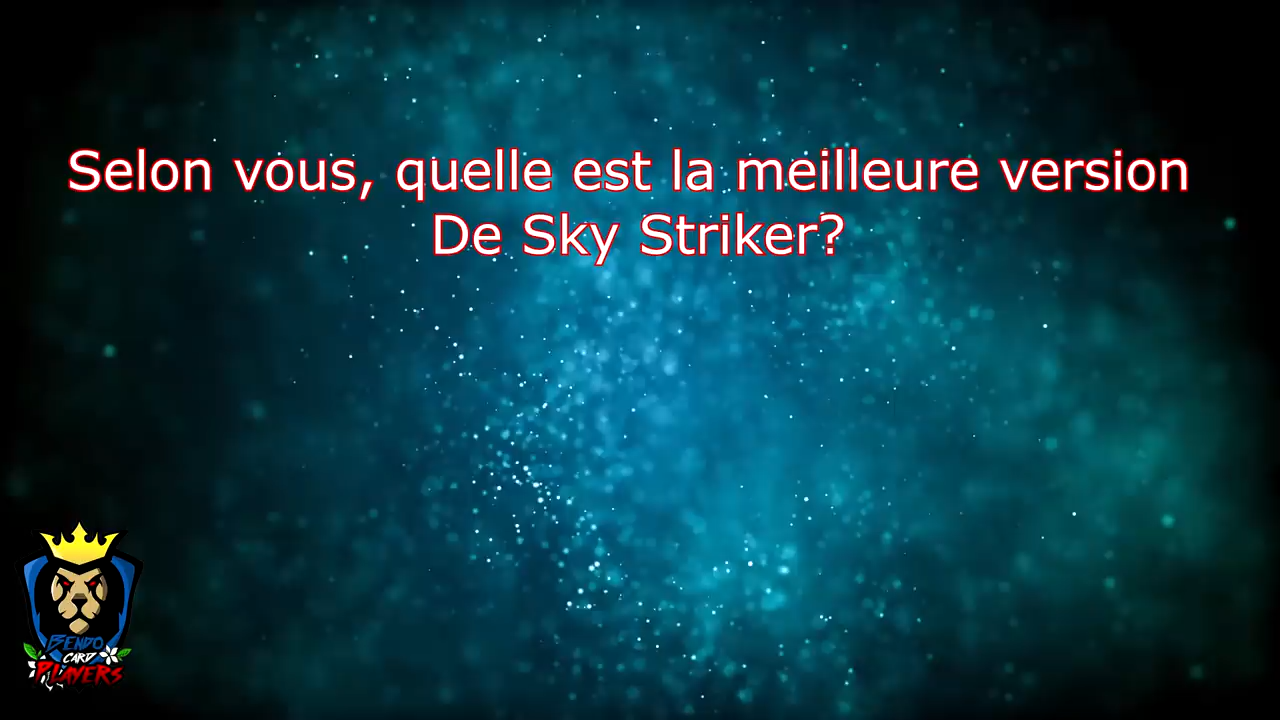 Selon vous, quelle est la meilleure version
De Sky Striker?
BENDO
CARD
PLAYERS